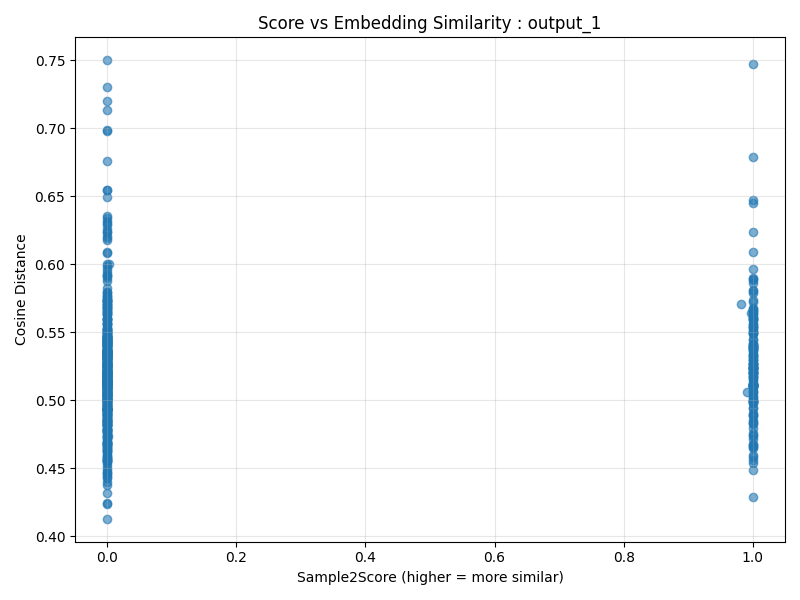 Score vs Embedding Similarity : output_1
0.75
0.70
0.65
0.60
0.55
0.50
0.45
0.40
Cosine Distance
0.0 0.2 0.4 0.6 0.8 1.0
Sample2Score (higher = more similar)